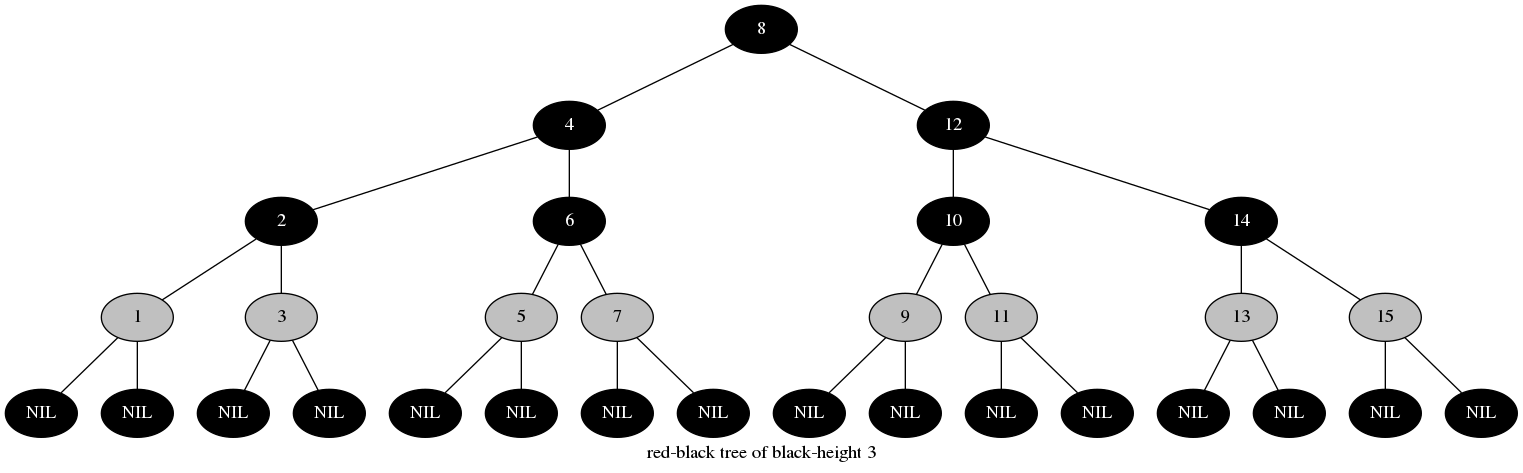 8
4 12
2 6 10 14
1 3 5 7 9 11 13 15
NIL NIL NIL NIL NIL NIL NIL NIL NIL NIL NIL NIL NIL NIL NIL NIL
red-black tree of black-height 3